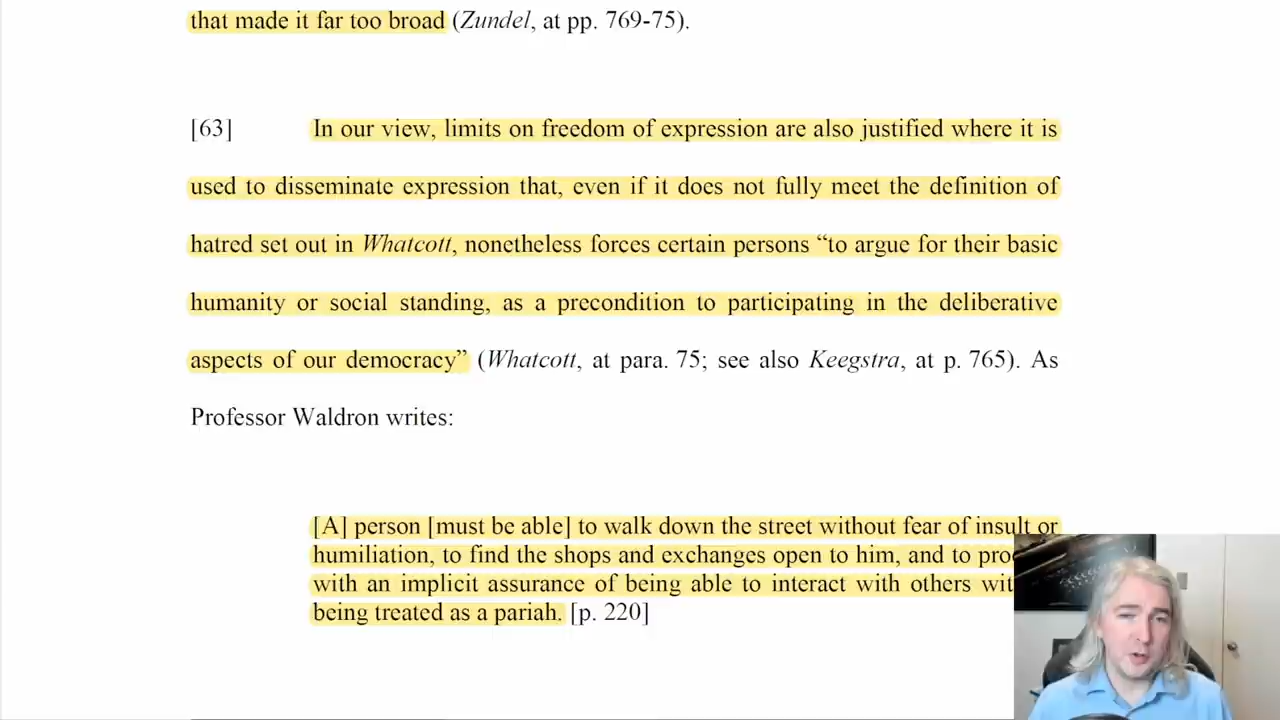 that made it far too broad (Zundel, at pp. 769-75).
[63] In our view, limits on freedom of expression are also justified where it is
used to disseminate expression that, even if it does not fully meet the definition of
hatred set out in Whatcott, nonetheless forces certain persons “to argue for their basic
humanity or social standing, as a precondition to participating in the deliberative
aspects of our democracy” (Whatcott, at para. 75; see also Keegstra, at p. 765). As
Professor Waldron writes:
[A] person [must be able] to walk down the street without fear of insult or
humiliation, to find the shops and exchanges open to him, and to
with an implicit assurance of being able to interact with others
being treated as a pariah. [p. 220]